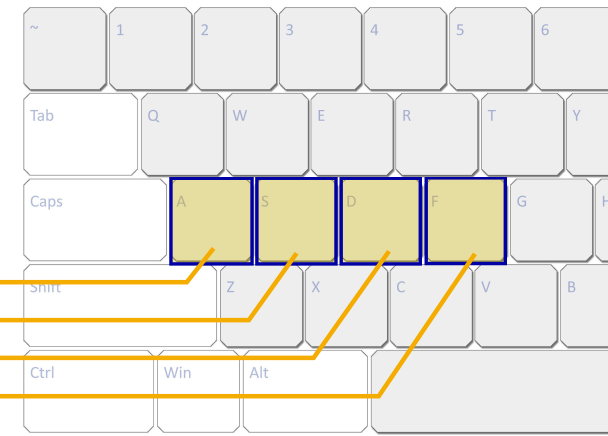 ~ 1 2 3 4 5 6
Tab Q W E R T Y
Caps A S D F G H
Shift Z X C V B
Ctrl Win Alt